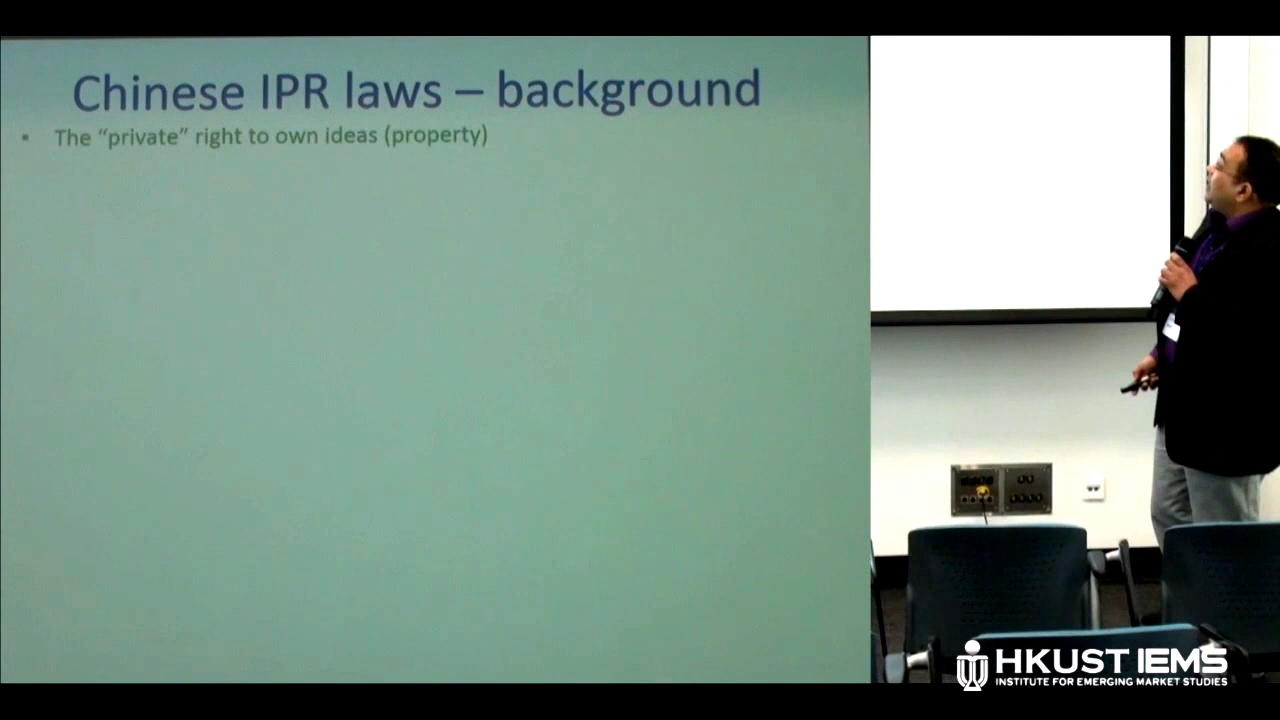 Chinese IPR laws – background
• The “private” right to own ideas (property)
HKUST IEMS
INSTITUTE FOR EMERGING MARKET STUDIES